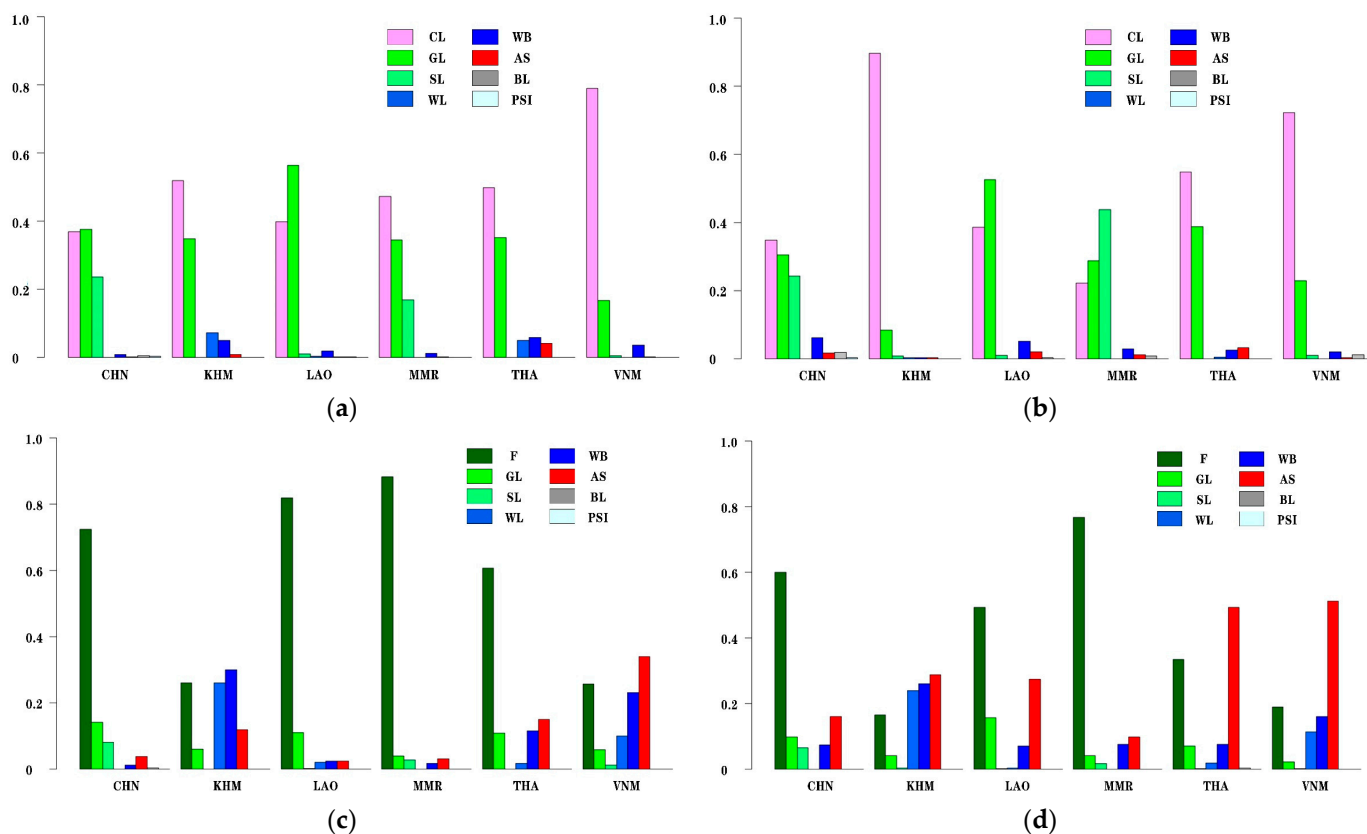 1.0
0.8
0.6
0.4
0.2
0
CL WB
GL AS
SL BL
WL PSI
CHN KHM LAO MMR THA VNM
(a)
1.0
0.8
0.6
0.4
0.2
0
CL WB
GL AS
SL BL
WL PSI
CHN KHM LAO MMR THA VNM
(b)
1.0
0.8
0.6
0.4
0.2
0
F WB
GL AS
SL BL
WL PSI
CHN KHM LAO MMR THA VNM
(c)
1.0
0.8
0.6
0.4
0.2
0
F WB
GL AS
SL BL
WL PSI
CHN KHM LAO MMR THA VNM
(d)